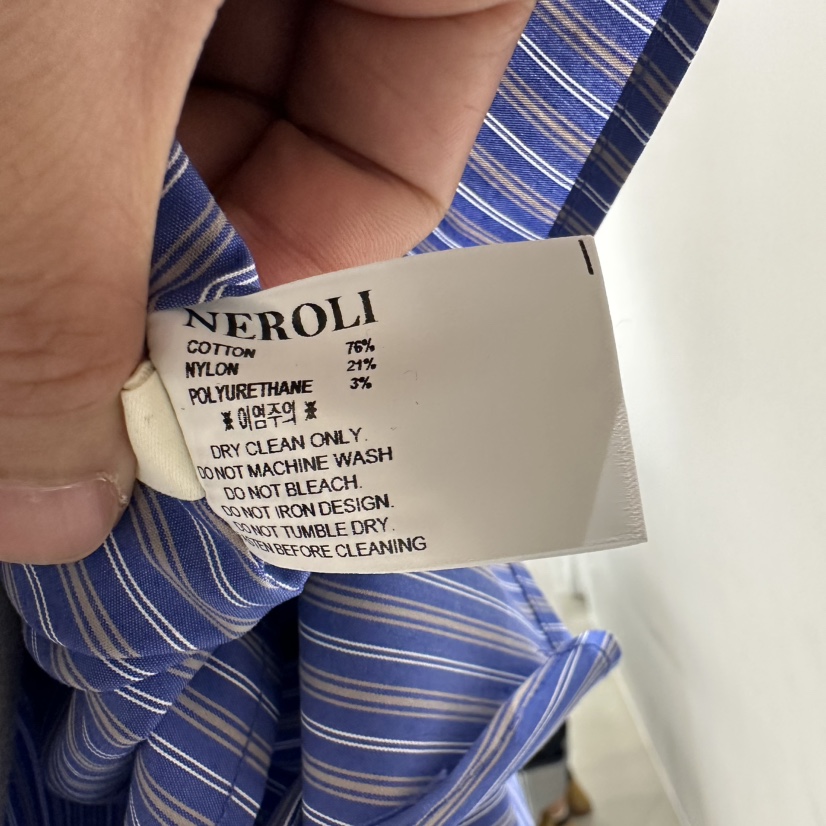 NEROLI
COTTON 76%
NYLON 21%
POLYURETHANE 3%
※이염주의※
DRY CLEAN ONLY.
DO NOT MACHINE WASH
DO NOT BLEACH.
DO NOT IRON DESIGN.
DO NOT TUMBLE DRY.
BEFORE CLEANING